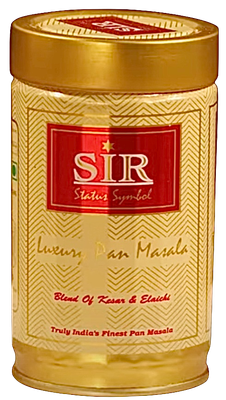 SIR
Status Symbol
Luxury Pan Masala
Blend Of Kesar & Elaichi
Truly India's Finest Pan Masala